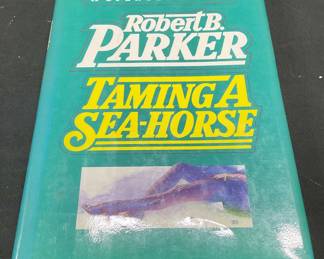 Robert B.
PARKER
TAMING A
SEA-HORSE